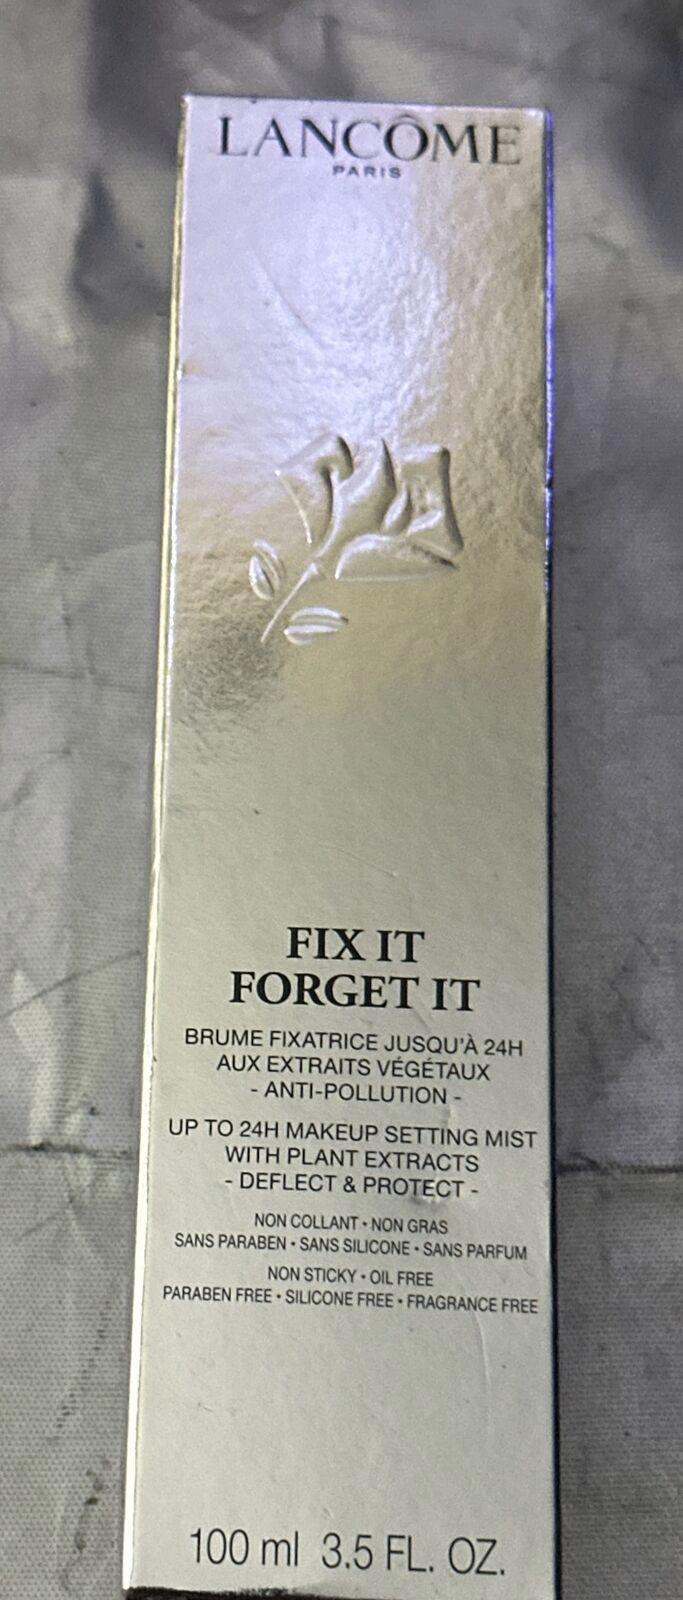 LANCÔME
PARIS
FIX IT
FORGET IT
BRUME FIXATRICE JUSQU'À 24H
AUX EXTRAITS VÉGÉTAUX
- ANTI-POLLUTION -
UP TO 24H MAKEUP SETTING MIST
WITH PLANT EXTRACTS
- DEFLECT & PROTECT -
NON COLLANT • NON GRAS
SANS PARABEN • SANS SILICONE • SANS PARFUM
NON STICKY • OIL FREE
PARABEN FREE • SILICONE FREE • FRAGRANCE FREE
100 ml 3.5 FL. OZ.